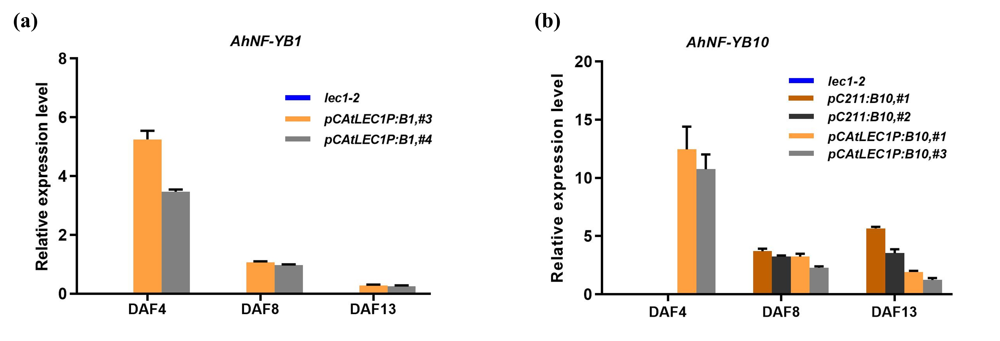 (a)
AhNF-YB1
Relative expression level
8
6
4
2
0
lec1-2
pCAtLEC1P:B1,#3
pCAtLEC1P:B1,#4
DAF4
DAF8
DAF13
(b)
AhNF-YB10
Relative expression level
20
15
10
5
0
lec1-2
pC211:B10,#1
pC211:B10,#2
pCAtLEC1P:B10,#1
pCAtLEC1P:B10,#3
DAF4
DAF8
DAF13